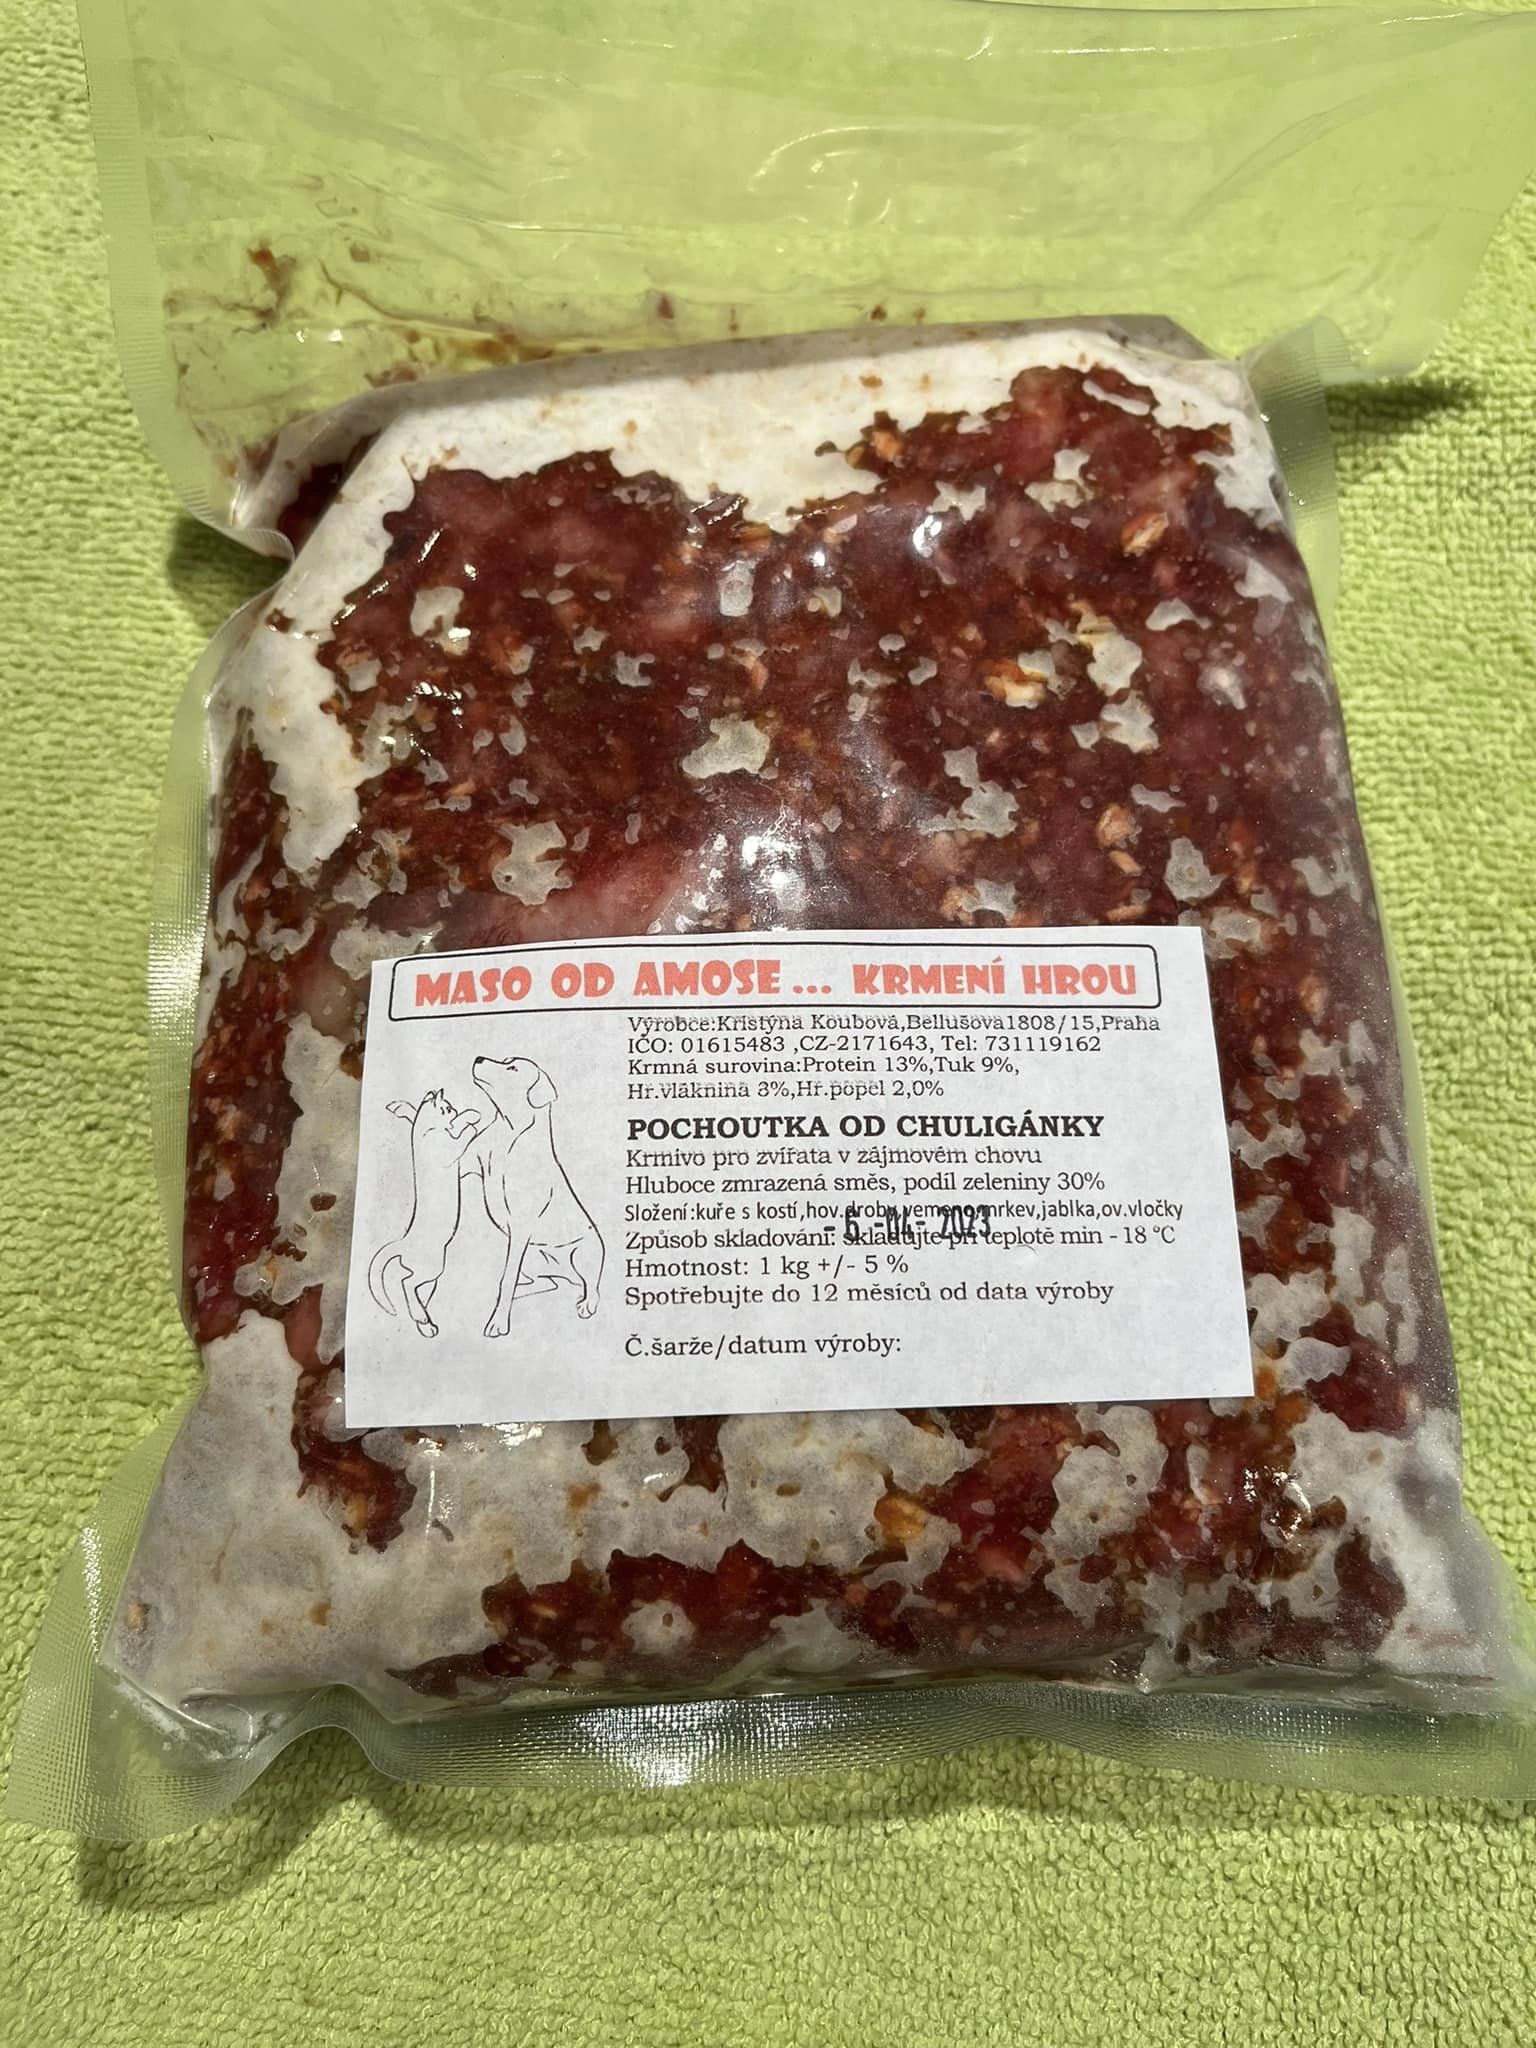 MASO OD AMOSE... KRMENÍ HROU
Výrobce:Kristýna Koubová,Bellušova1808/15,Praha
IČO: 01615483 ,CZ-2171643, Tel: 731119162
Krmná surovina:Protein 13%,Tuk 9%,
Hr.vláknina 3%,Hr.popel 2,0%
POCHOUTKA OD CHULIGÁNKY
Krmivo pro zvířata v zájmovém chovu
Hluboce zmrazená směs, podíl zeleniny 30%
Složení:kuře s kostí,hov.droby,vemeno,mrkev,jablka,ov.vločky
- 6 -04- 2023
Způsob skladování: skladujte při teplotě min - 18 °C
Hmotnost: 1 kg +/- 5 %
Spotřebujte do 12 měsíců od data výroby
Č.šarže/datum výroby: